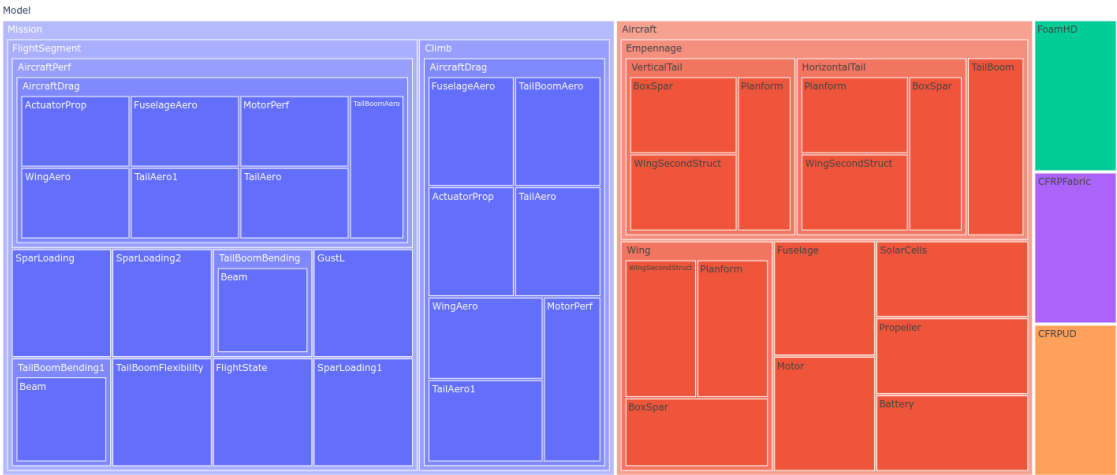 Model
Mission
FlightSegment
AircraftPerf
AircraftDrag
ActuatorProp
FuselageAero
MotorPerf
TailBoomAero
WingAero
TailAero1
TailAero
SparLoading
SparLoading2
TailBoomBending
Beam
GustL
TailBoomBending1
Beam
TailBoomFlexibility
FlightState
SparLoading1
Climb
AircraftDrag
FuselageAero
TailBoomAero
ActuatorProp
TailAero
WingAero
MotorPerf
TailAero1
Aircraft
Empennage
VerticalTail
BoxSpar
Planform
WingSecondStruct
HorizontalTail
Planform
BoxSpar
WingSecondStruct
TailBoom
Wing
WingSecondStruct
Planform
BoxSpar
Fuselage
Motor
SolarCells
Propeller
Battery
FoamHD
CFRPFabric
CFRPUD